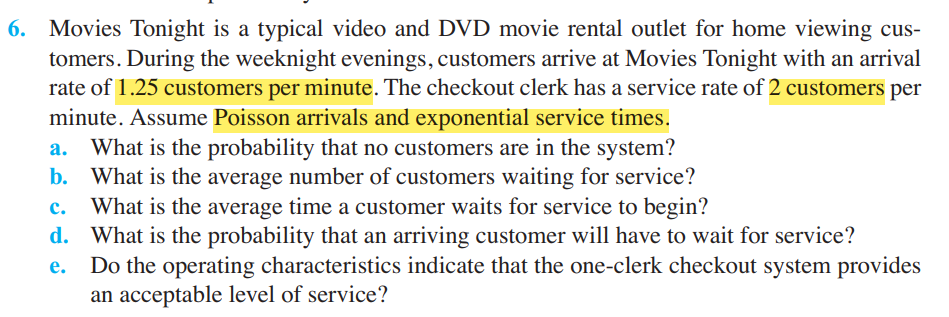 6. Movies Tonight is a typical video and DVD movie rental outlet for home viewing cus-
tomers. During the weeknight evenings, customers arrive at Movies Tonight with an arrival
rate of 1.25 customers per minute. The checkout clerk has a service rate of 2 customers per
minute. Assume Poisson arrivals and exponential service times.
a. What is the probability that no customers are in the system?
b. What is the average number of customers waiting for service?
c. What is the average time a customer waits for service to begin?
d. What is the probability that an arriving customer will have to wait for service?
e. Do the operating characteristics indicate that the one-clerk checkout system provides
an acceptable level of service?